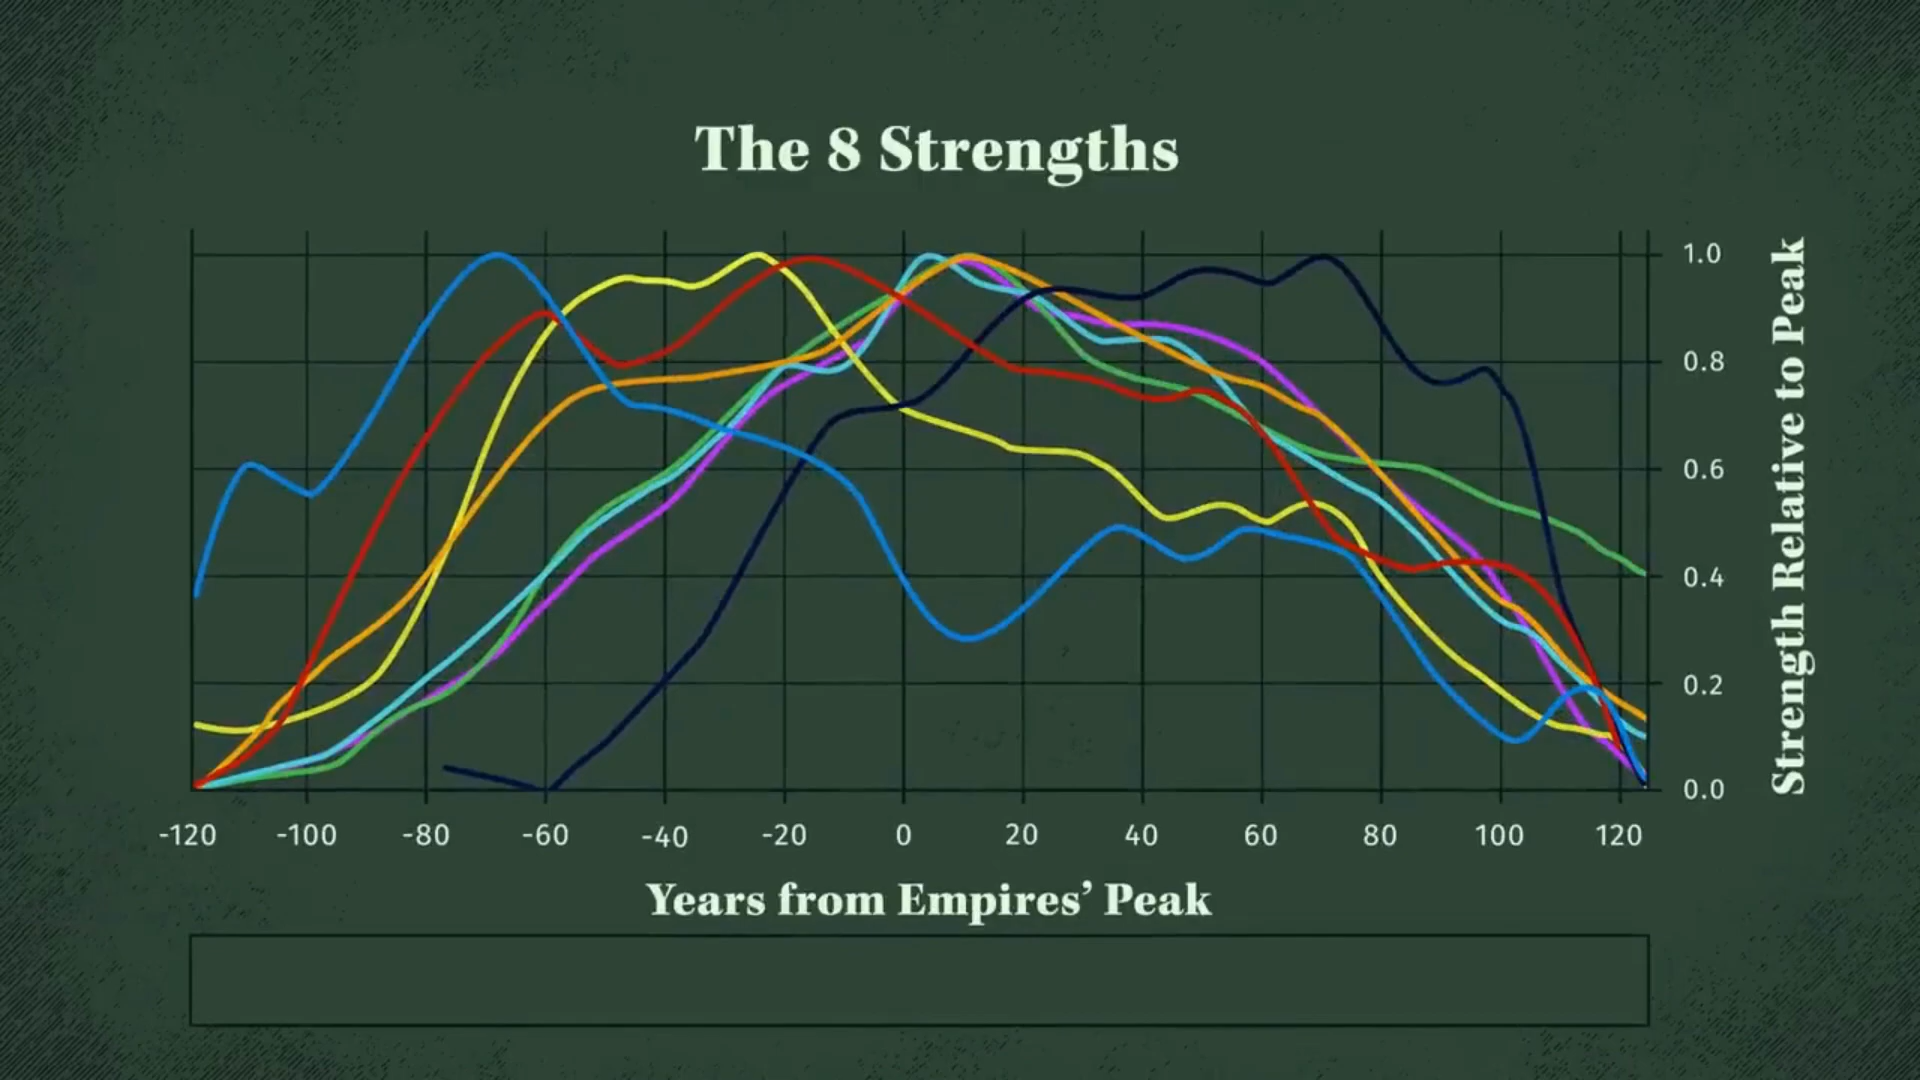 The 8 Strengths
1.0
0.8
0.6
0.4
0.2
0.0
Strength Relative to Peak
-120 -100 -80 -60 -40 -20 0 20 40 60 80 100 120
Years from Empires’ Peak